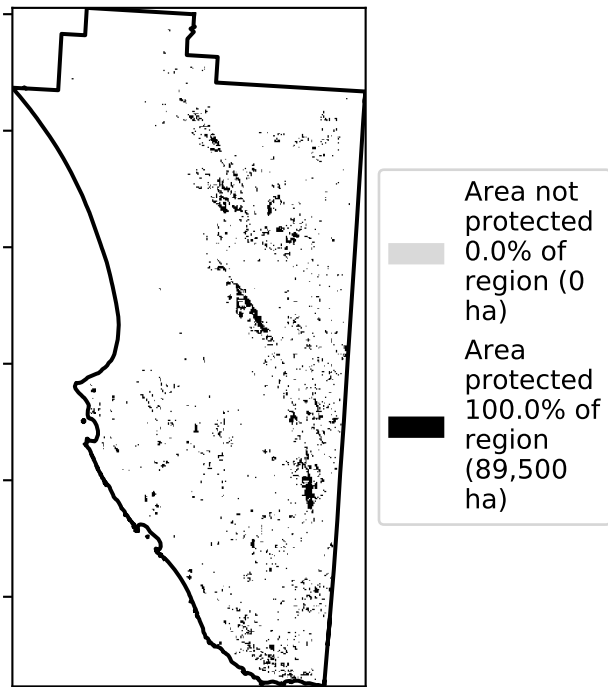 Area not
protected
0.0% of
region (0
ha)
Area
protected
100.0% of
region
(89,500
ha)